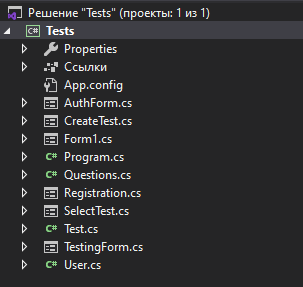 Решение "Tests" (проекты: 1 из 1)
C# Tests
Properties
Ссылки
App.config
AuthForm.cs
CreateTest.cs
Form1.cs
C# Program.cs
C# Questions.cs
Registration.cs
SelectTest.cs
C# Test.cs
TestingForm.cs
C# User.cs